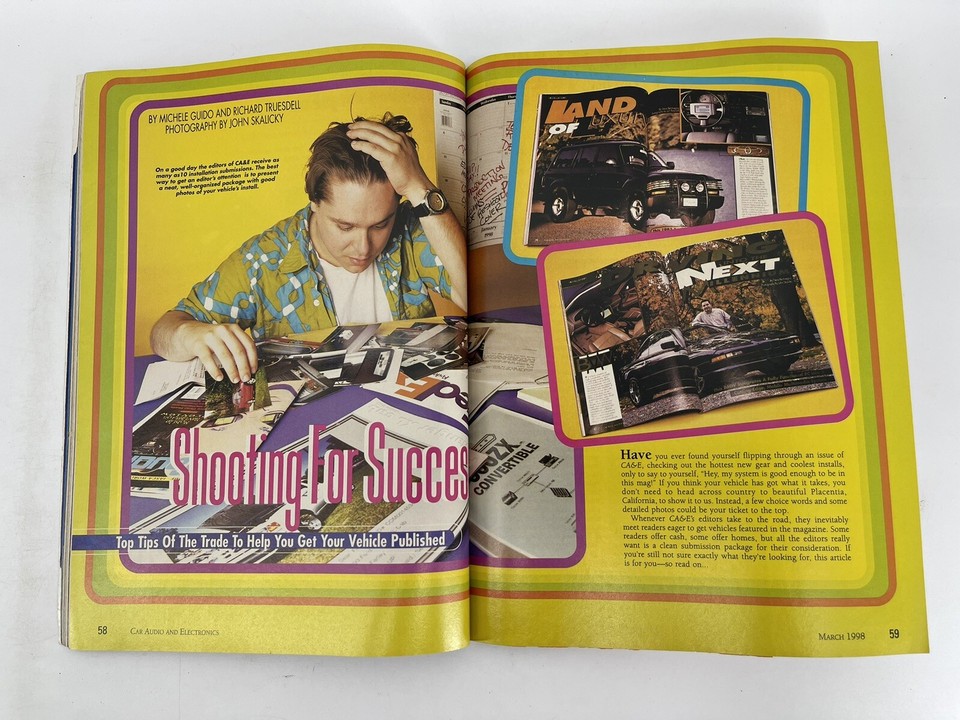 BY MICHELE GUIDO AND RICHARD TRUESDELL
PHOTOGRAPHY BY JOHN SKALICKY
On a good day the editors of CA&E receive as
many as10 installation submissions. The best
way to get an editor's attention is to present
a neat, well-organized package with good
photos of your vehicle's install.
January
1998
FedEx
300ZX
CONVERTIBLE
Shooting For Succes
Top Tips Of The Trade To Help You Get Your Vehicle Published
58
CAR AUDIO AND ELECTRONICS
LAND
OF LUXURY
NEXT
Have you ever found yourself flipping through an issue of
CA&E, checking out the hottest new gear and coolest installs,
only to say to yourself, "Hey, my system is good enough to be in
this mag!" If you think your vehicle has got what it takes, you
don't need to head across country to beautiful Placentia,
California, to show it to us. Instead, a few choice words and some
detailed photos could be your ticket to the top.
Whenever CA&E's editors take to the road, they inevitably
meet readers eager to get vehicles featured in the magazine. Some
readers offer cash, some offer homes, but all the editors really
want is a clean submission package for their consideration. If
you're still not sure exactly what they're looking for, this article
is for you—so read on...
MARCH 1998
59